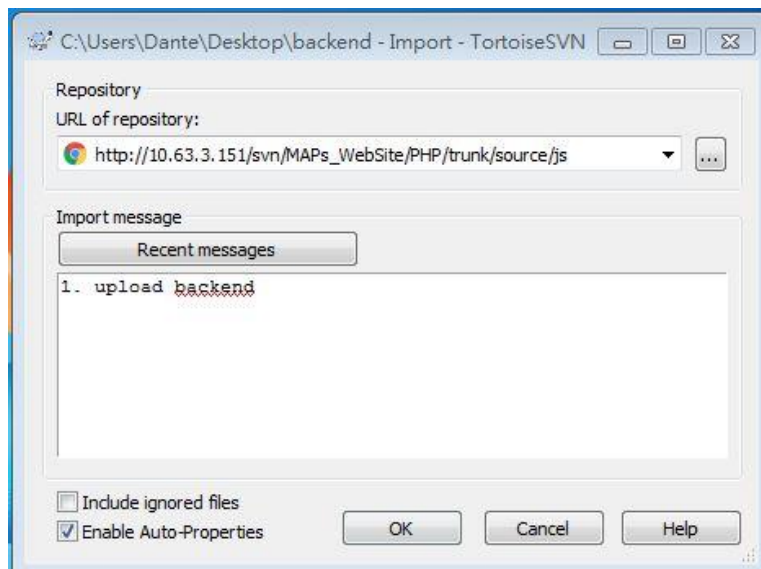 C:\Users\Dante\Desktop\backend - Import - TortoiseSVN
Repository
URL of repository:
http://10.63.3.151/svn/MAPs_WebSite/PHP/trunk/source/js
...
Import message
Recent messages
1. upload backend
Include ignored files
Enable Auto-Properties
OK Cancel Help